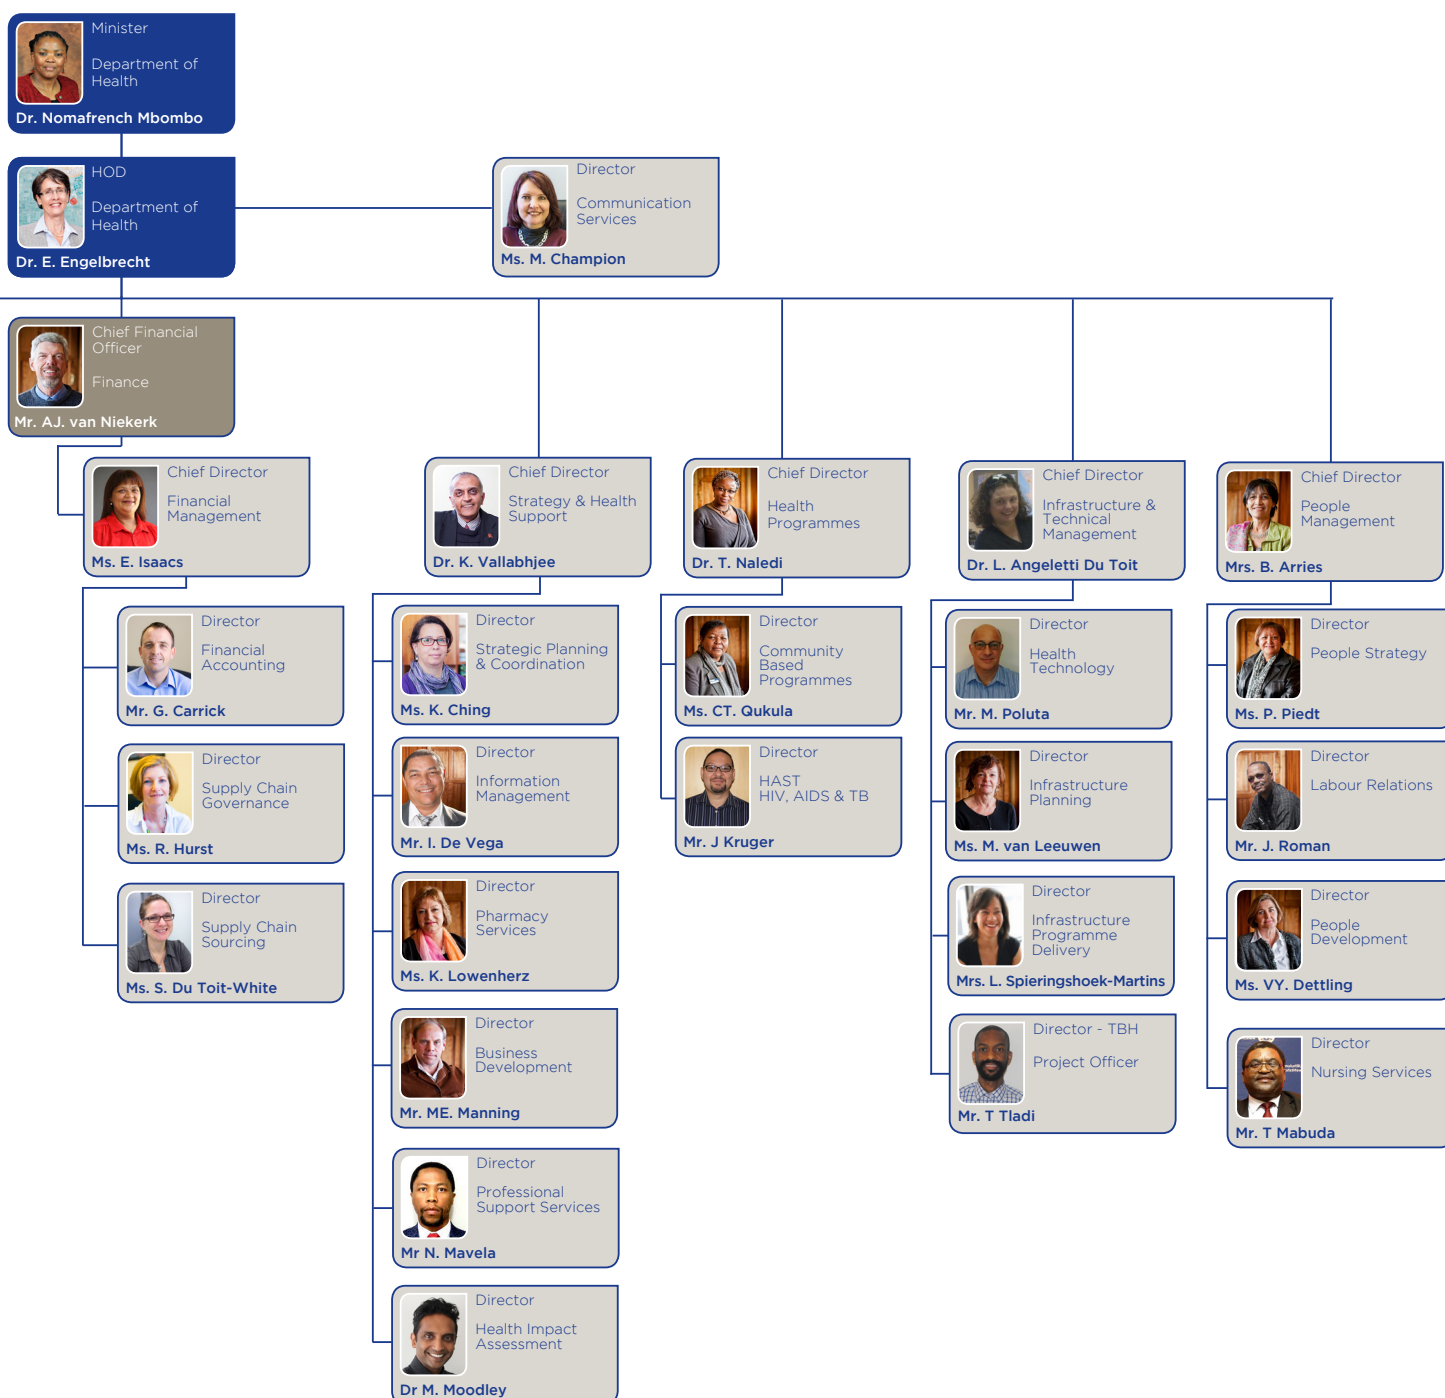 Minister
Department of
Health
Dr. Nomafrench Mbombo
HOD
Department of
Health
Dr. E. Engelbrecht
Director
Communication
Services
Ms. M. Champion
Chief Financial
Officer
Finance
Mr. AJ. van Niekerk
Chief Director
Financial
Management
Ms. E. Isaacs
Director
Financial
Accounting
Mr. G. Carrick
Director
Supply Chain
Governance
Ms. R. Hurst
Director
Supply Chain
Sourcing
Ms. S. Du Toit-White
Chief Director
Strategy & Health
Support
Dr. K. Vallabhjee
Director
Strategic Planning
& Coordination
Ms. K. Ching
Director
Information
Management
Mr. I. De Vega
Director
Pharmacy
Services
Ms. K. Lowenherz
Director
Business
Development
Mr. ME. Manning
Director
Professional
Support Services
Mr N. Mavela
Director
Health Impact
Assessment
Dr M. Moodley
Chief Director
Health
Programmes
Dr. T. Naledi
Director
Community
Based
Programmes
Ms. CT. Qukula
Director
HAST
HIV, AIDS & TB
Mr. J Kruger
Chief Director
Infrastructure &
Technical
Management
Dr. L. Angeletti Du Toit
Director
Health
Technology
Mr. M. Poluta
Director
Infrastructure
Planning
Ms. M. van Leeuwen
Director
Infrastructure
Programme
Delivery
Mrs. L. Spieringshoek-Martins
Director - TBH
Project Officer
Mr. T Tladi
Chief Director
People
Management
Mrs. B. Arries
Director
People Strategy
Ms. P. Piedt
Director
Labour Relations
Mr. J. Roman
Director
People
Development
Ms. VY. Dettling
Director
Nursing Services
Mr. T Mabuda